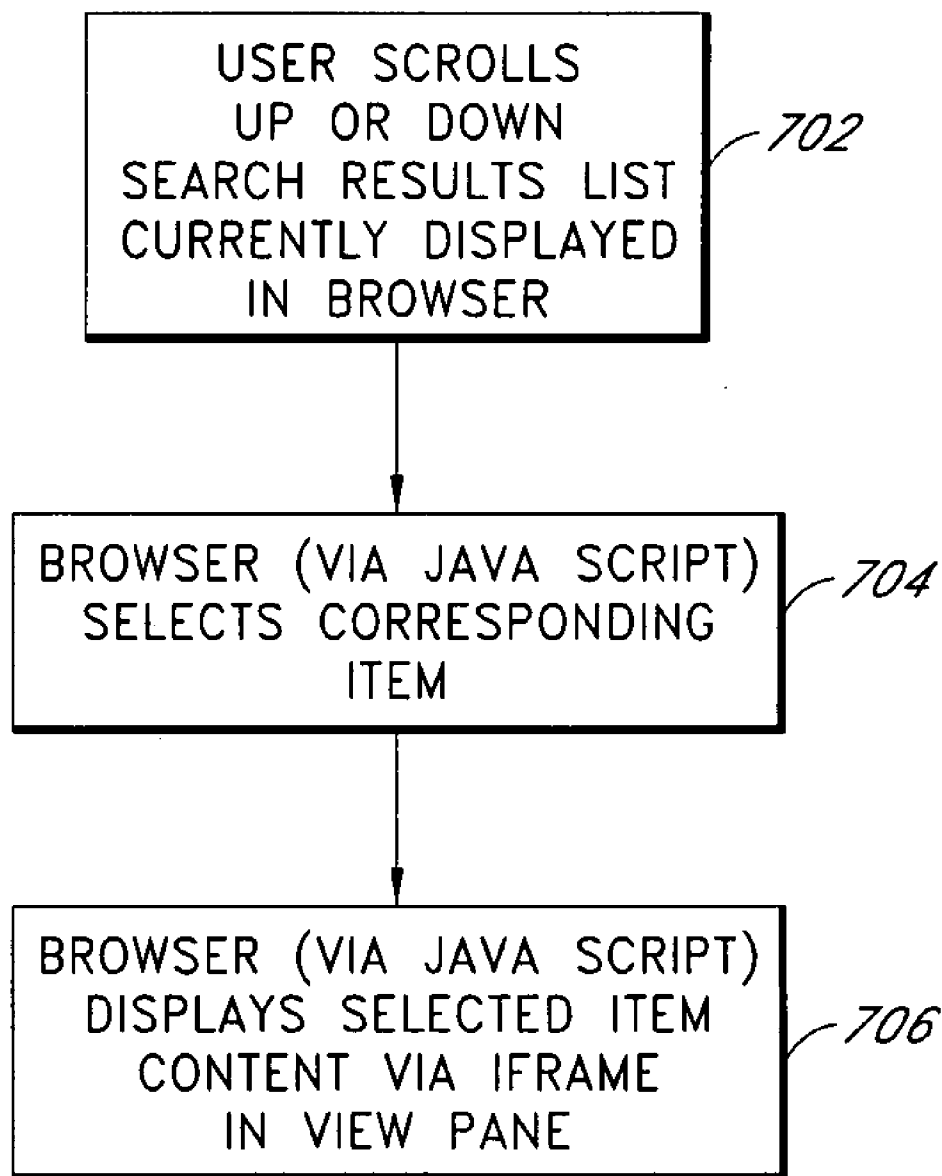 USER SCROLLS
UP OR DOWN
SEARCH RESULTS LIST
CURRENTLY DISPLAYED
IN BROWSER
702
BROWSER (VIA JAVA SCRIPT)
SELECTS CORRESPONDING
ITEM
704
BROWSER (VIA JAVA SCRIPT)
DISPLAYS SELECTED ITEM
CONTENT VIA IFRAME
IN VIEW PANE
706